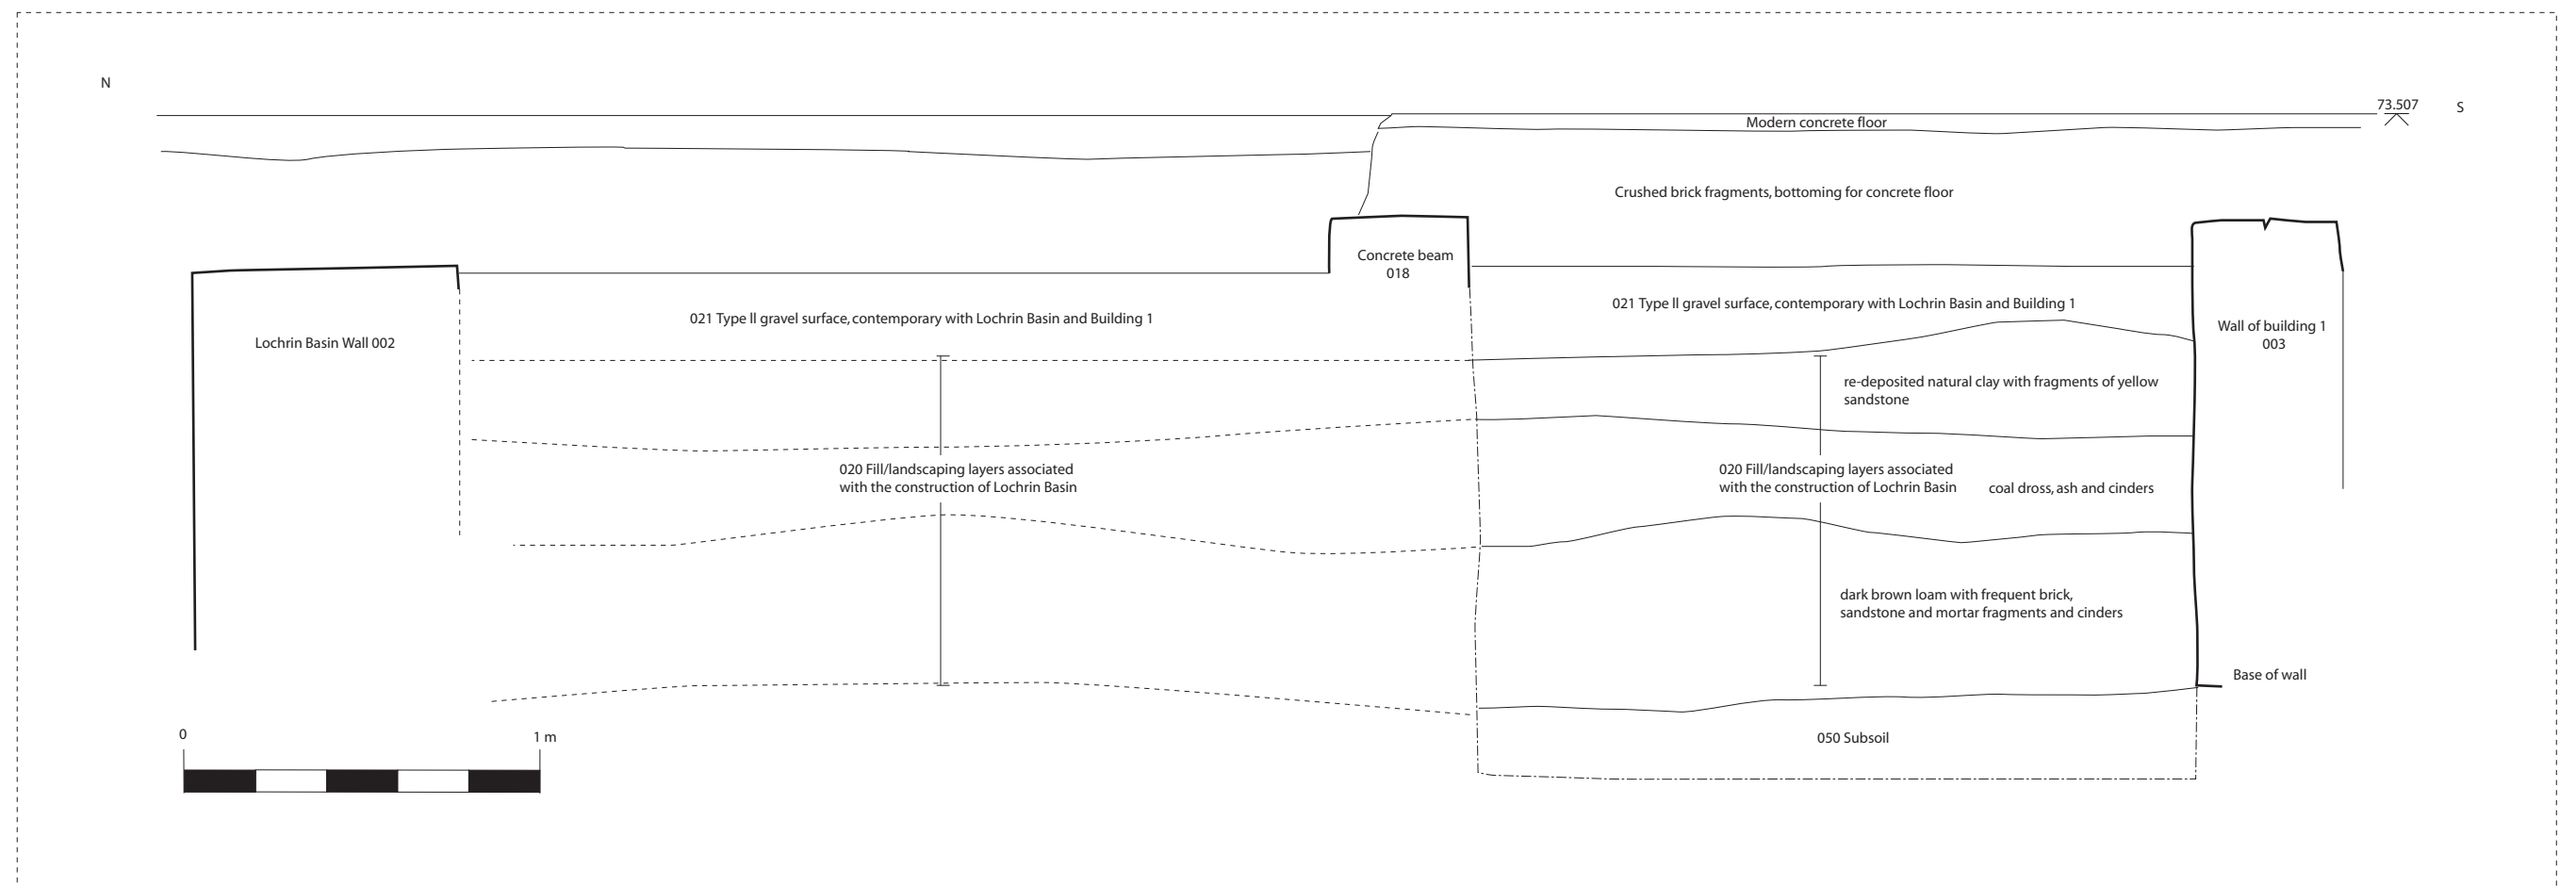 N
73.507
S
Modern concrete floor
Crushed brick fragments, bottoming for concrete floor
Concrete beam
018
021 Type II gravel surface, contemporary with Lochrin Basin and Building 1
021 Type II gravel surface, contemporary with Lochrin Basin and Building 1
Lochrin Basin Wall 002
Wall of building 1
003
re-deposited natural clay with fragments of yellow
sandstone
020 Fill/landscaping layers associated
with the construction of Lochrin Basin
020 Fill/landscaping layers associated
with the construction of Lochrin Basin
coal dross, ash and cinders
dark brown loam with frequent brick,
sandstone and mortar fragments and cinders
Base of wall
0
1 m
050 Subsoil